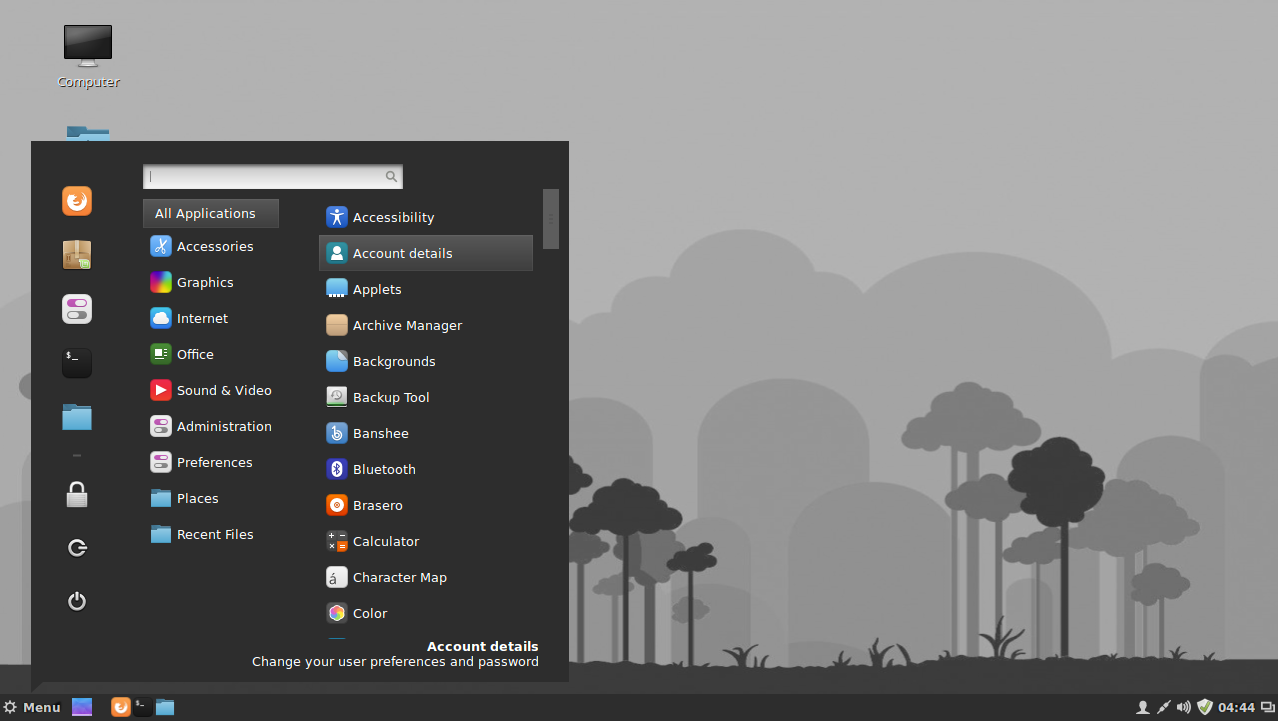 Computer
All Applications
Accessories
Graphics
Internet
Office
Sound & Video
Administration
Preferences
Places
Recent Files
Accessibility
Account details
Applets
Archive Manager
Backgrounds
Backup Tool
Banshee
Bluetooth
Brasero
Calculator
Character Map
Color
Account details
Change your user preferences and password
Menu
04:44